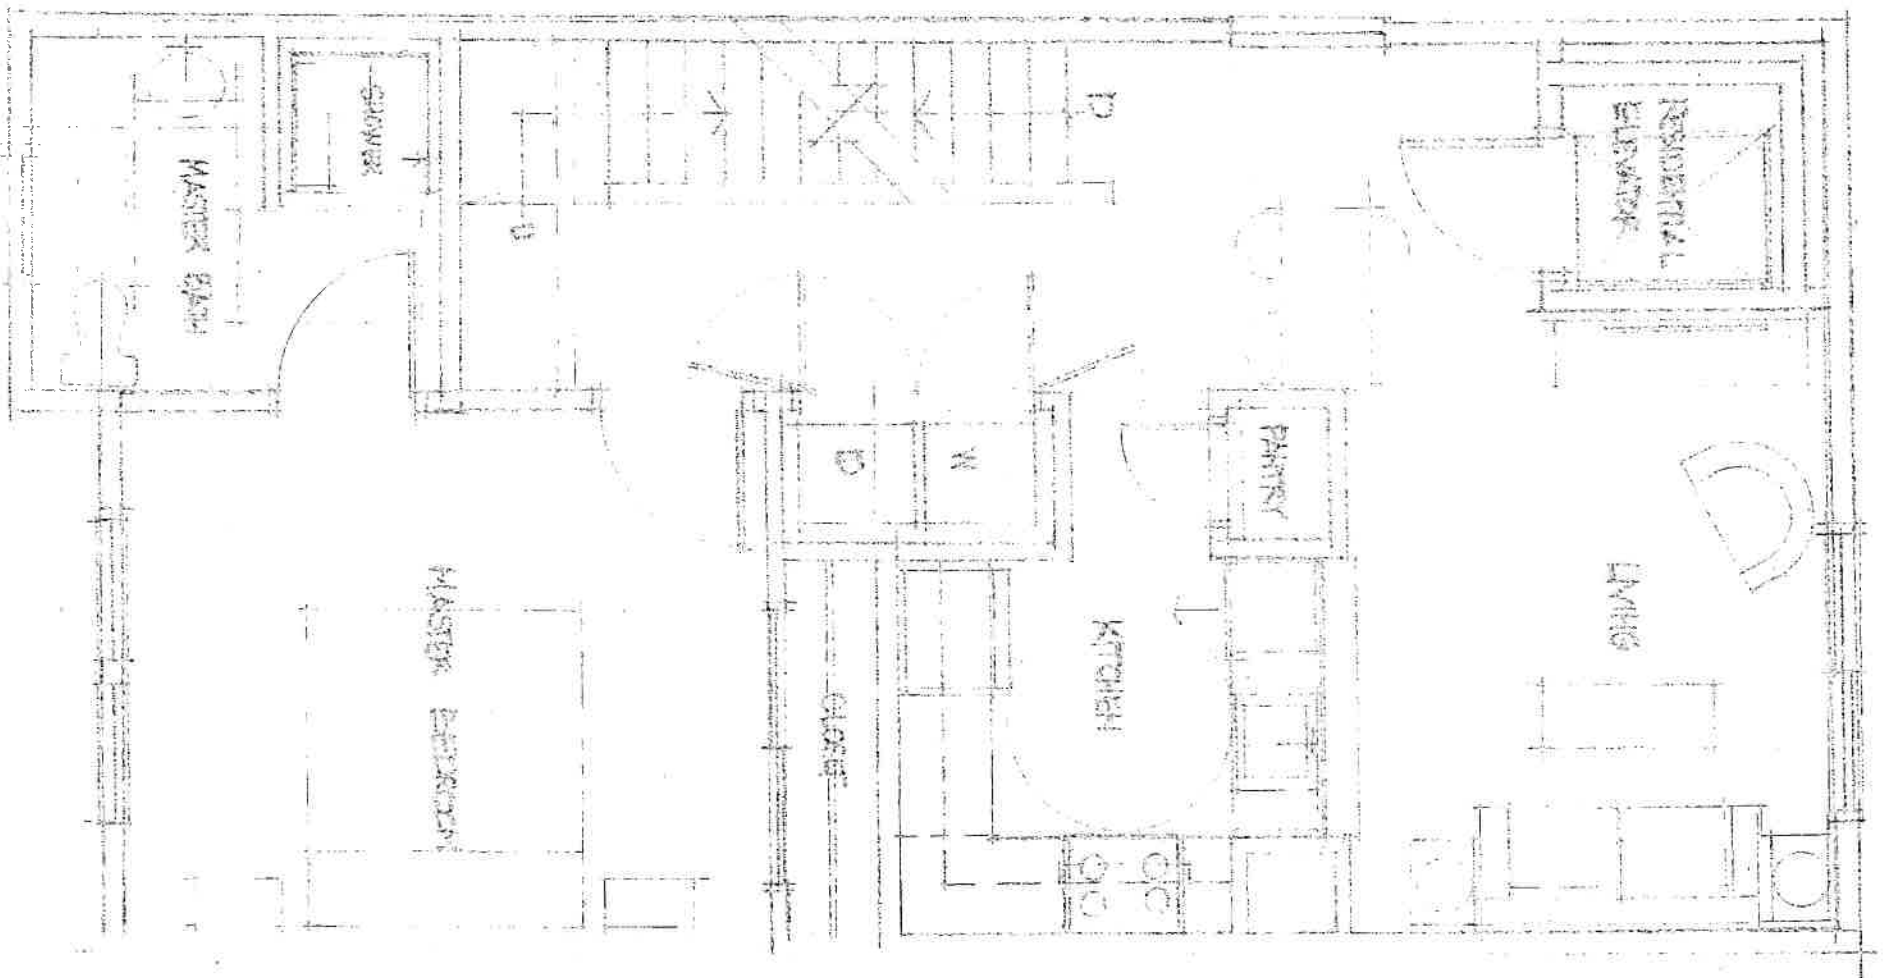 RESIDENTIAL
ELEVATOR
D
SHOWER
MASTER BATH
U
PANTRY
W
D
LIVING
KITCHEN
MASTER BEDROOM
CLOSET